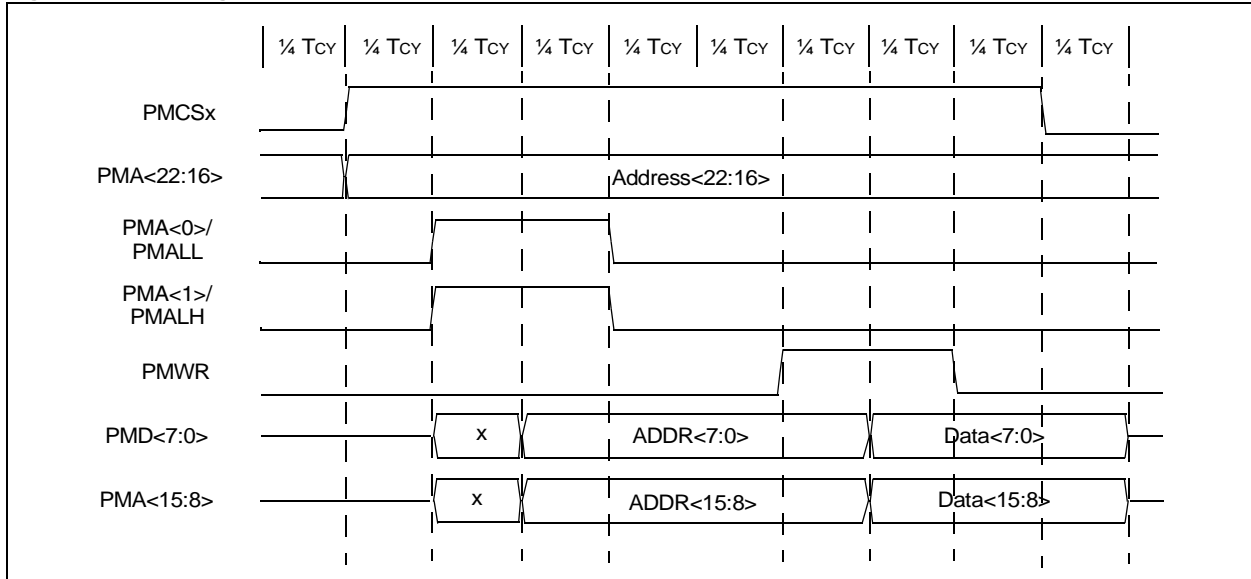 ¼ TCY ¼ TCY ¼ TCY ¼ TCY ¼ TCY ¼ TCY ¼ TCY ¼ TCY ¼ TCY ¼ TCY
PMCSx
PMA<22:16> Address<22:16>
PMA<0>/
PMALL
PMA<1>/
PMALH
PMWR
PMD<7:0> x ADDR<7:0> Data<7:0>
PMA<15:8> x ADDR<15:8> Data<15:8>